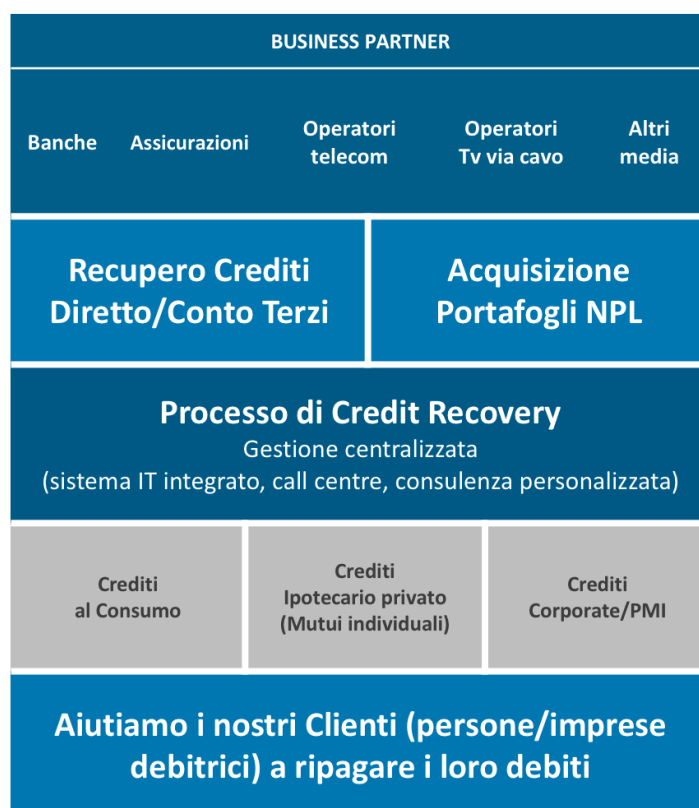 BUSINESS PARTNER
Banche
Assicurazioni
Operatori
telecom
Operatori
Tv via cavo
Altri
media
Recupero Crediti
Diretto/Conto Terzi
Acquisizione
Portafogli NPL
Processo di Credit Recovery
Gestione centralizzata
(sistema IT integrato, call centre, consulenza personalizzata)
Crediti
al Consumo
Crediti
Ipotecario privato
(Mutui individuali)
Crediti
Corporate/PMI
Aiutiamo i nostri Clienti (persone/imprese
debitrici) a ripagare i loro debiti